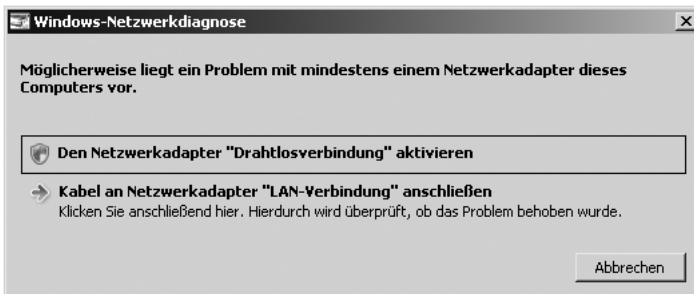 Windows-Netzwerkdiagnose
Möglicherweise liegt ein Problem mit mindestens einem Netzwerkadapter dieses
Computers vor.
Den Netzwerkadapter "Drahtlosverbindung" aktivieren
Kabel an Netzwerkadapter "LAN-Verbindung" anschließen
Klicken Sie anschließend hier. Hierdurch wird überprüft, ob das Problem behoben wurde.
Abbrechen